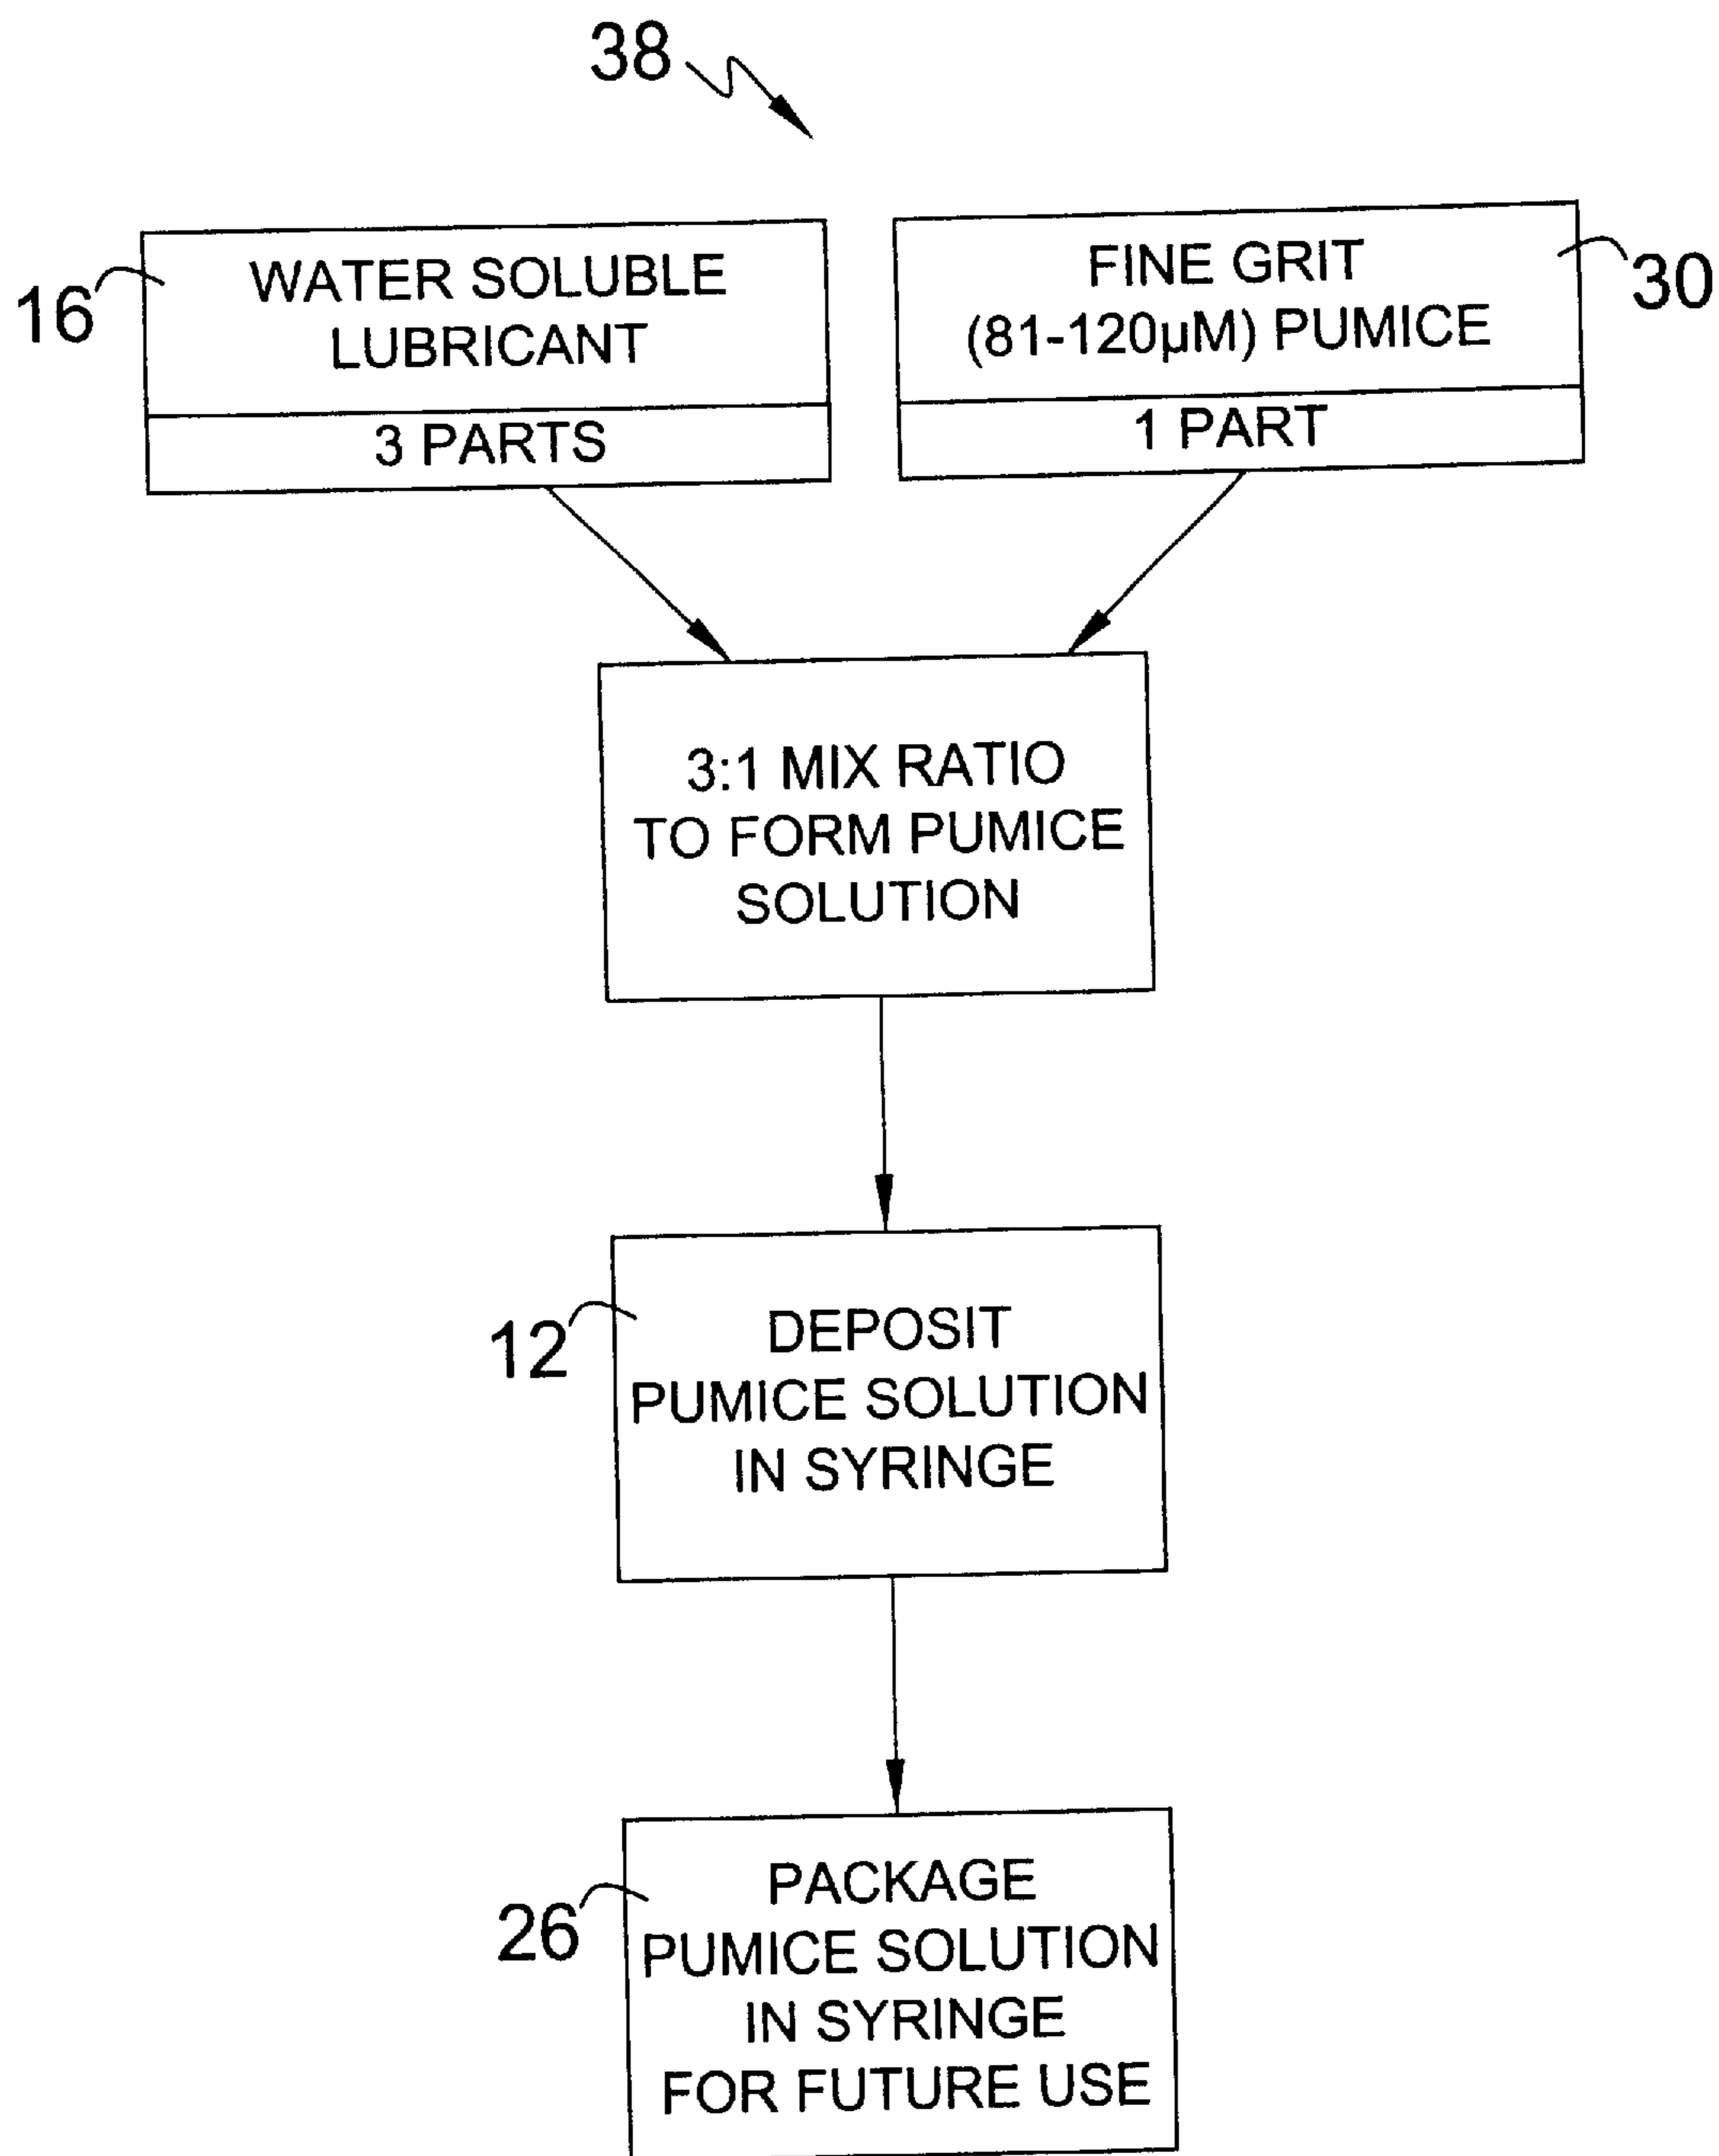 38
16
WATER SOLUBLE
LUBRICANT
3 PARTS
FINE GRIT
(81-120µM) PUMICE
1 PART
30
3:1 MIX RATIO
TO FORM PUMICE
SOLUTION
12
DEPOSIT
PUMICE SOLUTION
IN SYRINGE
26
PACKAGE
PUMICE SOLUTION
IN SYRINGE
FOR FUTURE USE